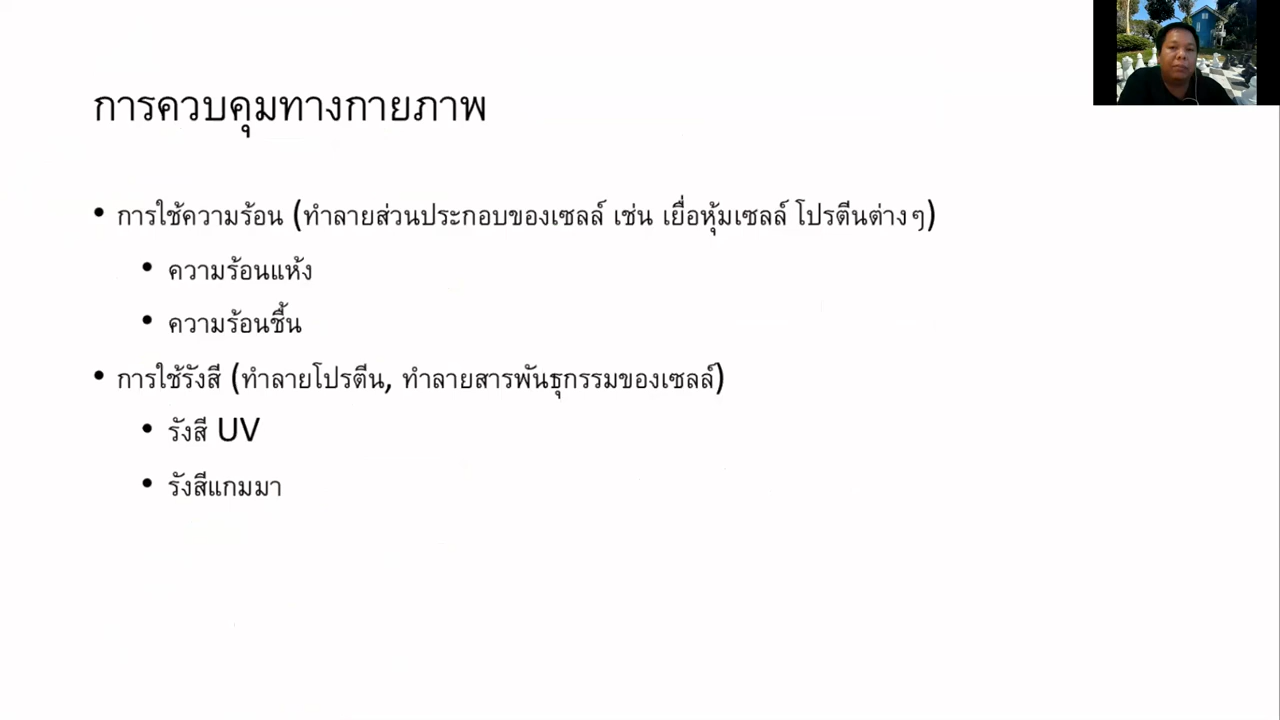 การควบคุมทางกายภาพ
• การใช้ความร้อน (ทำลายส่วนประกอบของเซลล์ เช่น เยื่อหุ้มเซลล์ โปรตีนต่างๆ)
• ความร้อนแห้ง
• ความร้อนชื้น
• การใช้รังสี (ทำลายโปรตีน, ทำลายสารพันธุกรรมของเซลล์)
• รังสี UV
• รังสีแกมมา